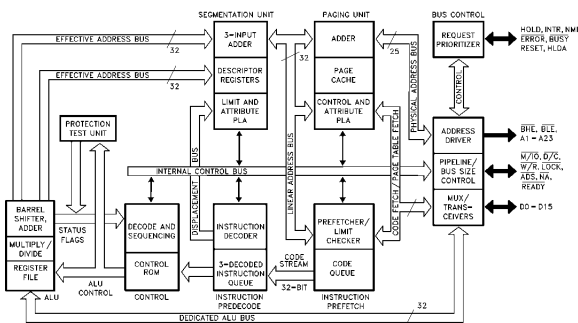 SEGMENTATION UNIT
PAGING UNIT
BUS CONTROL
EFFECTIVE ADDRESS BUS
32
EFFECTIVE ADDRESS BUS
32
3-INPUT
ADDER
DESCRIPTOR
REGISTERS
LIMIT AND
ATTRIBUTE
PLA
32
ADDER
PAGE
CACHE
CONTROL AND
ATTRIBUTE
PLA
25
PHYSICAL ADDRESS BUS
REQUEST
PRIORITIZER
HOLD, INTR, NMI
ERROR, BUSY
RESET, HLDA
CONTROL
ADDRESS
DRIVER
BHE, BLE,
A1 – A23
PIPELINE/
BUS SIZE
CONTROL
M/IO, D/C,
W/R, LOCK,
ADS, NA,
READY
MUX/
TRANS-
CEIVERS
D0 – D15
PROTECTION
TEST UNIT
INTERNAL CONTROL BUS
DISPLACEMENT BUS
LINEAR ADDRESS BUS
CODE FETCH / PAGE TABLE FETCH
BARREL
SHIFTER,
ADDER
MULTIPLY/
DIVIDE
REGISTER
FILE
ALU
STATUS
FLAGS
ALU
CONTROL
DECODE AND
SEQUENCING
CONTROL
ROM
CONTROL
INSTRUCTION
DECODER
3-DECODED
INSTRUCTION
QUEUE
INSTRUCTION
PREDECODE
CODE
STREAM
32-BIT
PREFETCHER/
LIMIT
CHECKER
CODE
QUEUE
INSTRUCTION
PREFETCH
DEDICATED ALU BUS
32